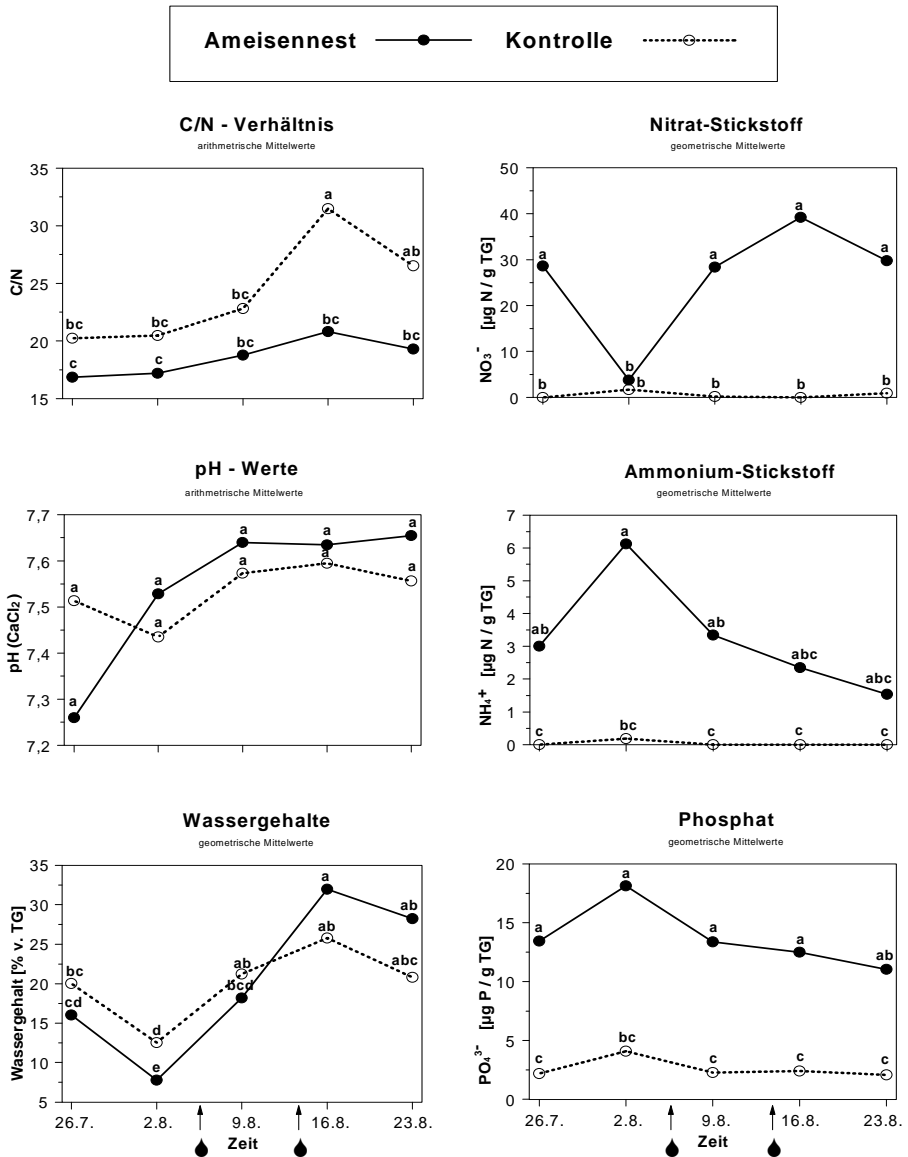 Ameisennest Kontrolle
C/N - Verhältnis
arithmetrische Mittelwerte
35
30
25
20
15
C/N
bc
bc
bc
a
ab
c
c
bc
bc
bc
Nitrat-Stickstoff
geometrische Mittelwerte
50
40
30
20
10
0
NO₃⁻ [µg N / g TG]
a
b
a
a
a
b
b
b
b
b
pH - Werte
arithmetrische Mittelwerte
7,7
7,6
7,5
7,4
7,3
7,2
pH (CaCl₂)
a
a
a
a
a
a
a
a
a
a
Ammonium-Stickstoff
geometrische Mittelwerte
7
6
5
4
3
2
1
0
NH₄⁺ [µg N / g TG]
ab
a
ab
abc
abc
c
bc
c
c
c
Wassergehalte
geometrische Mittelwerte
35
30
25
20
15
10
5
Wassergehalt [% v. TG]
bc
d
ab
ab
abc
cd
e
bcd
a
ab
26.7. 2.8. 9.8. 16.8. 23.8.
Zeit
Phosphat
geometrische Mittelwerte
20
15
10
5
0
PO₄³⁻ [µg P / g TG]
a
a
a
a
ab
c
bc
c
c
c
26.7. 2.8. 9.8. 16.8. 23.8.
Zeit